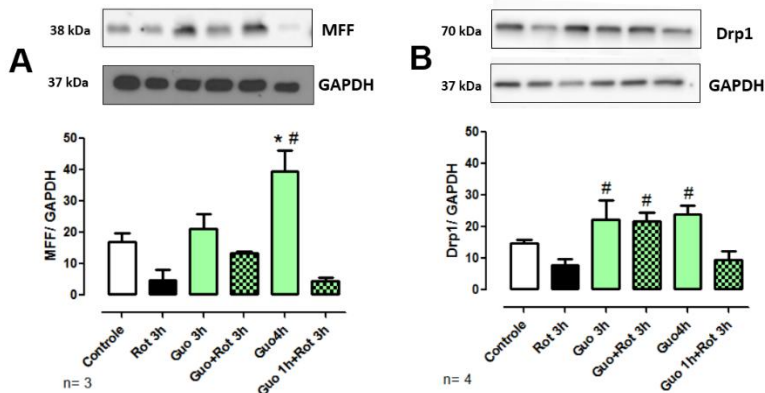 38 kDa
MFF
A
37 kDa
GAPDH
MFF/ GAPDH
50
40
30
20
10
0
* #
Controle
Rot 3h
Guo 3h
Guo+Rot 3h
Guo4h
Guo 1h+Rot 3h
n= 3
70 kDa
Drp1
B
37 kDa
GAPDH
Drp1/ GAPDH
50
40
30
20
10
0
#
#
#
Controle
Rot 3h
Guo 3h
Guo+Rot 3h
Guo4h
Guo 1h+Rot 3h
n= 4